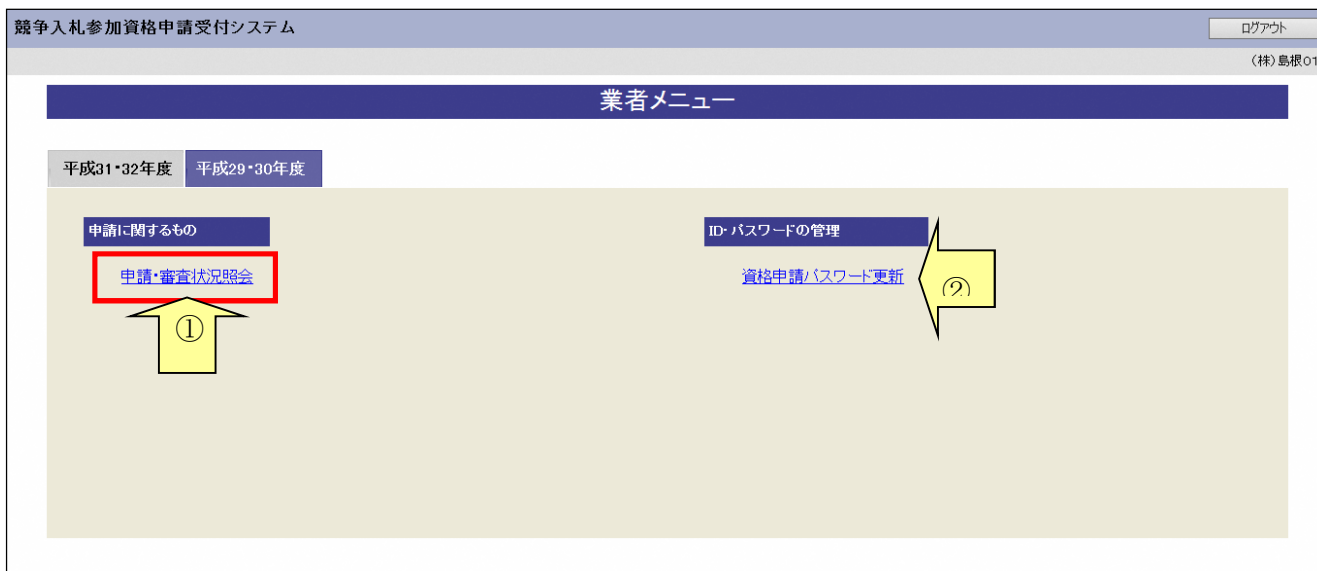 競争入札参加資格申請受付システム
ログアウト
(株)島根01
業者メニュー
平成31・32年度 平成29・30年度
申請に関するもの
ID・パスワードの管理
申請・審査状況照会
資格申請パスワード更新
①
②